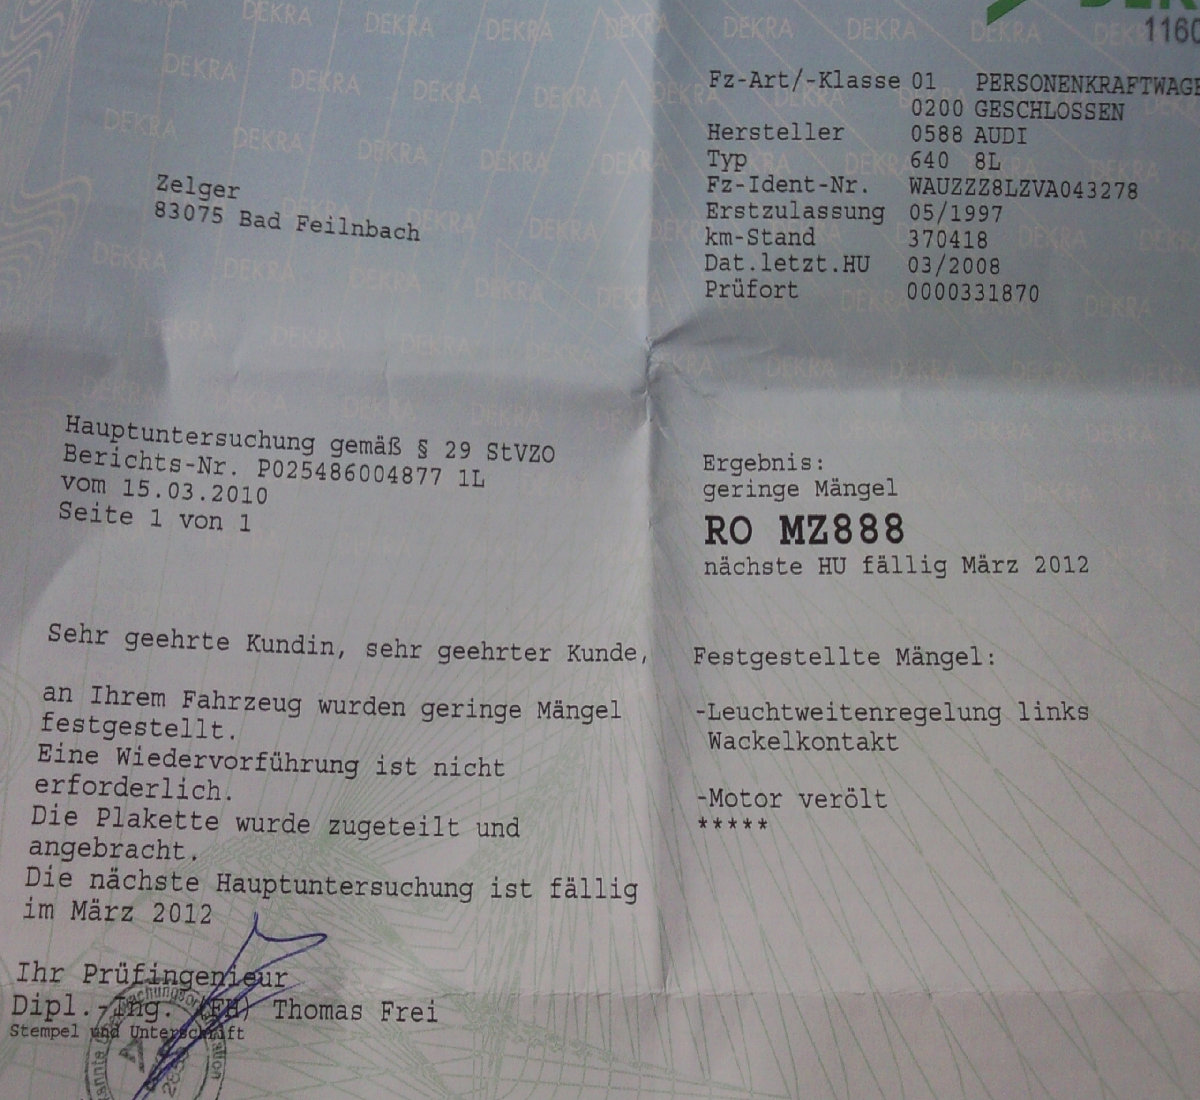 1160
Fz-Art/-Klasse 01 PERSONENKRAFTWAGE
0200 GESCHLOSSEN
Hersteller 0588 AUDI
Typ 640 8L
Fz-Ident-Nr. WAUZZZ8LZVA043278
Erstzulassung 05/1997
km-Stand 370418
Dat.letzt.HU 03/2008
Prüfort 0000331870
Zelger
83075 Bad Feilnbach
Hauptuntersuchung gemäß § 29 StVZO
Berichts-Nr. P025486004877 1L
vom 15.03.2010
Seite 1 von 1
Ergebnis:
geringe Mängel
RO MZ888
nächste HU fällig März 2012
Sehr geehrte Kundin, sehr geehrter Kunde,
an Ihrem Fahrzeug wurden geringe Mängel
festgestellt.
Eine Wiedervorführung ist nicht
erforderlich.
Die Plakette wurde zugeteilt und
angebracht.
Die nächste Hauptuntersuchung ist fällig
im März 2012
Festgestellte Mängel:
-Leuchtweitenregelung links
Wackelkontakt
-Motor verölt
*****
Ihr Prüfingenieur
Dipl.-Ing. (FH) Thomas Frei
Stempel und Unterschrift